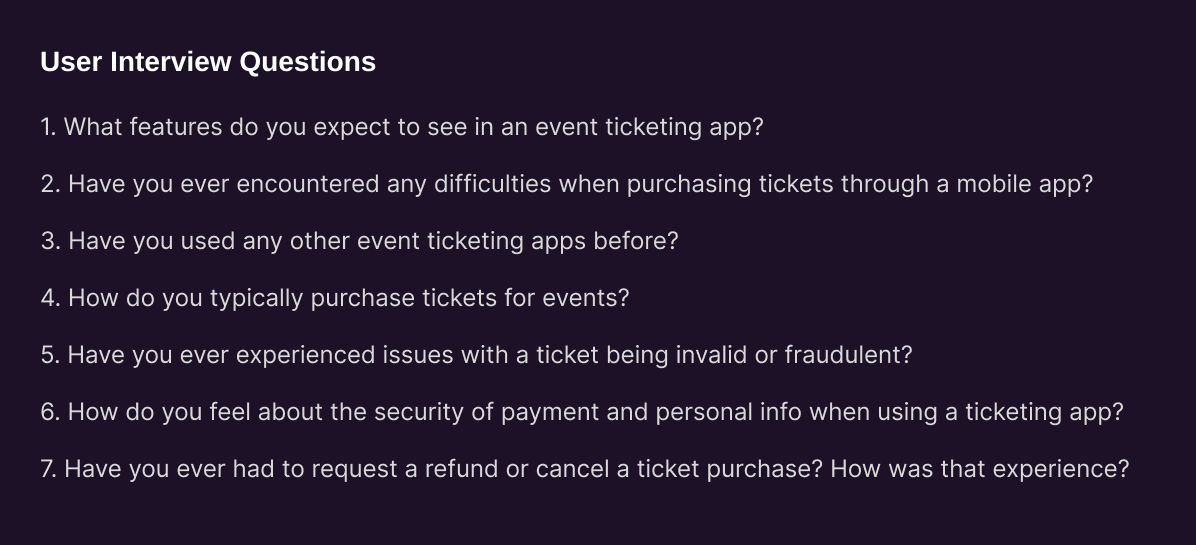 User Interview Questions
1. What features do you expect to see in an event ticketing app?
2. Have you ever encountered any difficulties when purchasing tickets through a mobile app?
3. Have you used any other event ticketing apps before?
4. How do you typically purchase tickets for events?
5. Have you ever experienced issues with a ticket being invalid or fraudulent?
6. How do you feel about the security of payment and personal info when using a ticketing app?
7. Have you ever had to request a refund or cancel a ticket purchase? How was that experience?